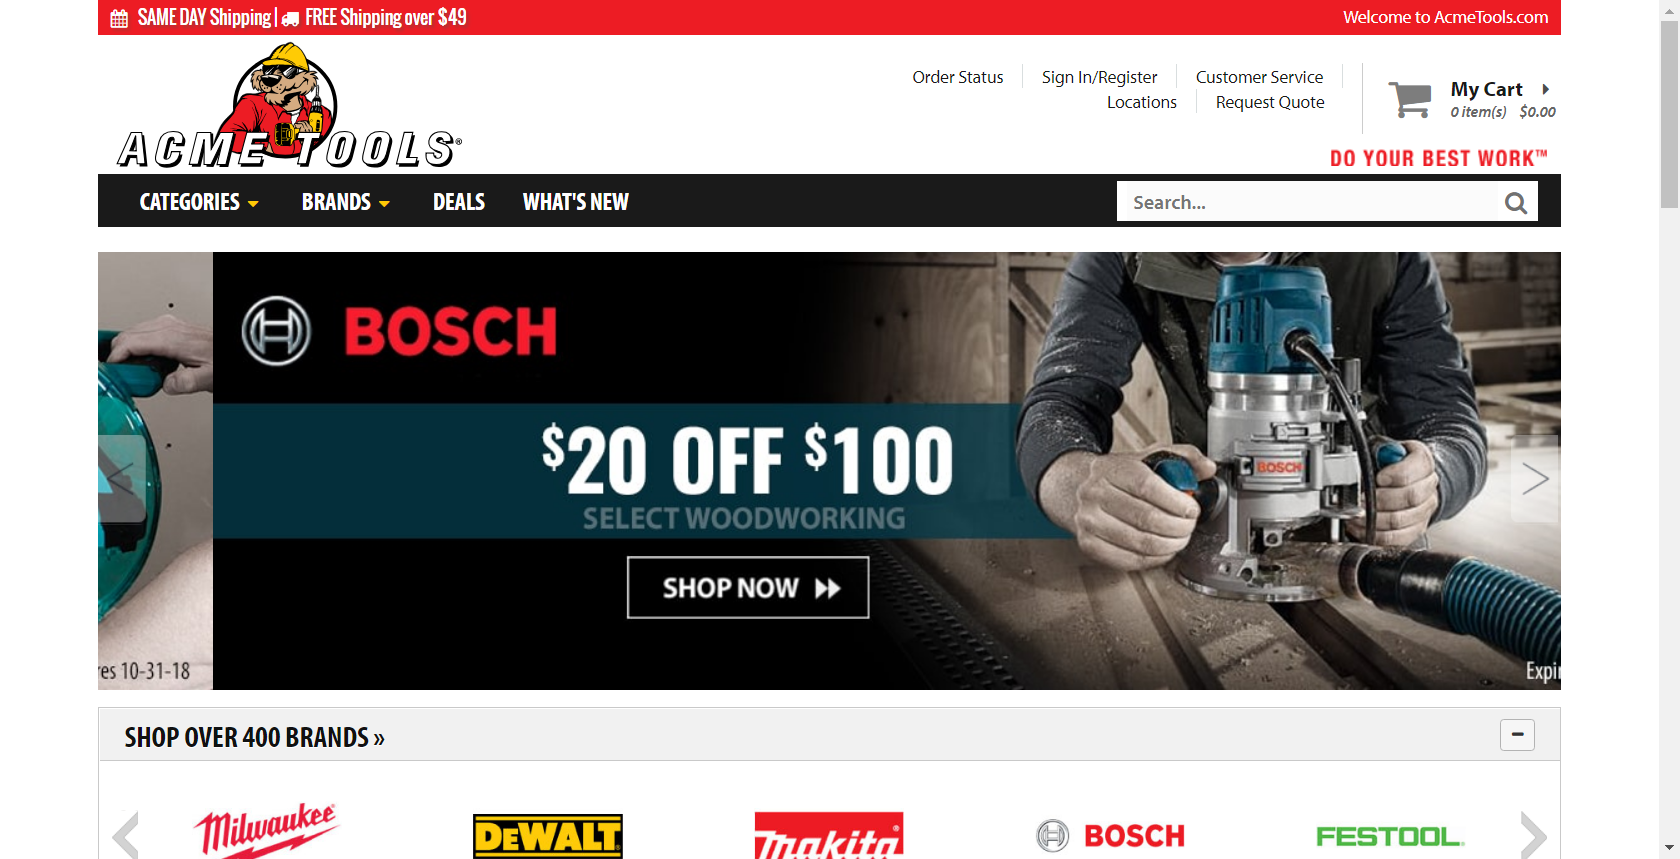 SAME DAY Shipping | FREE Shipping over $49
Welcome to AcmeTools.com
ACME TOOLS®
Order Status
Sign In/Register
Customer Service
Locations
Request Quote
My Cart
0 item(s) $0.00
DO YOUR BEST WORK™
CATEGORIES
BRANDS
DEALS
WHAT'S NEW
Search...
BOSCH
$20 OFF $100
SELECT WOODWORKING
SHOP NOW
BOSCH
res 10-31-18
Expi
SHOP OVER 400 BRANDS »
Milwaukee®
DEWALT
makita®
BOSCH
FESTOOL